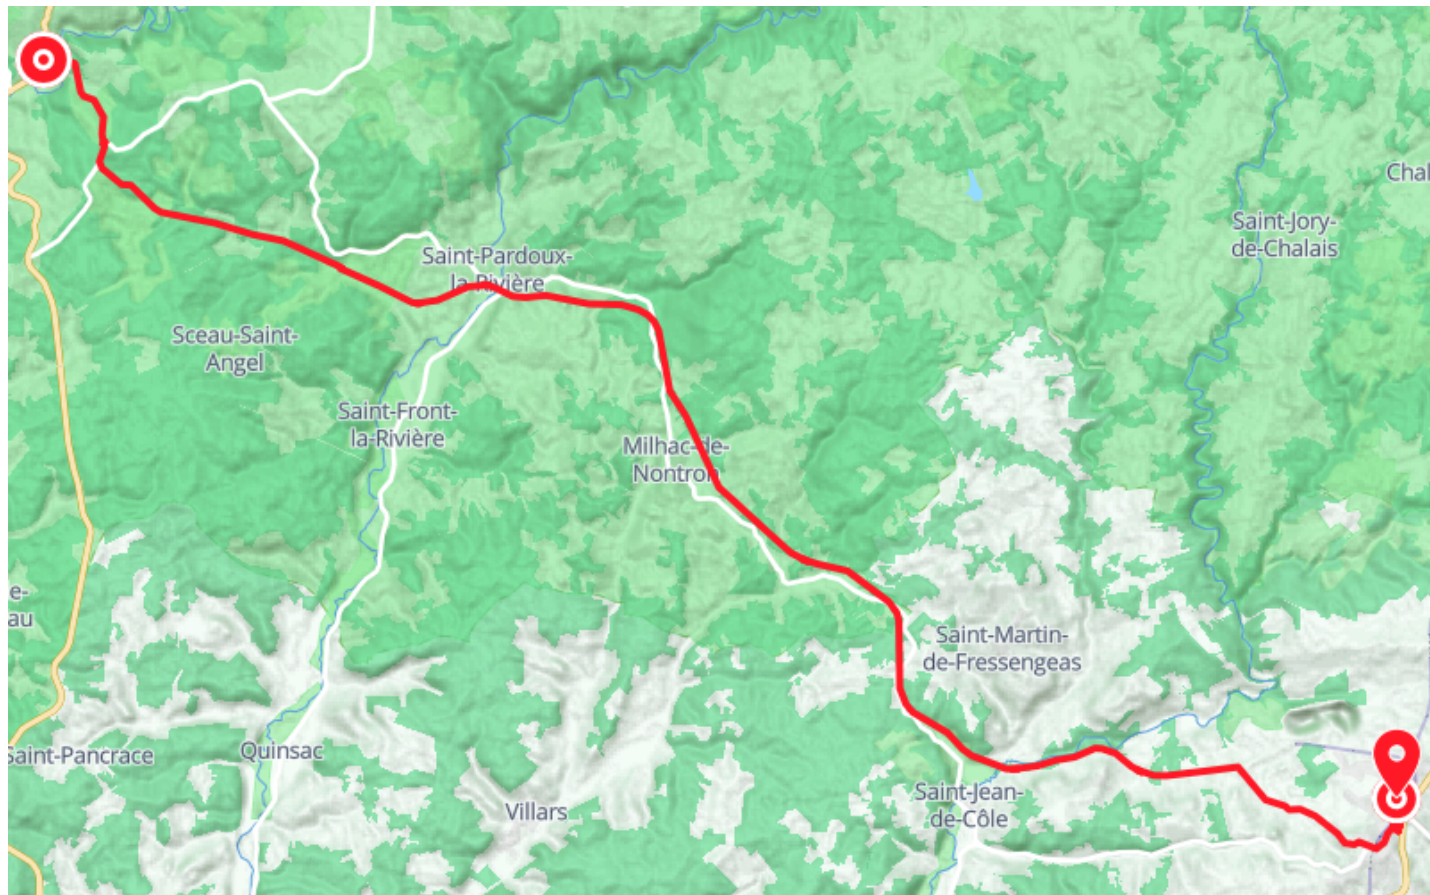 Chal
Saint-Jory-
de-Chalais
Saint-Pardoux-
la-Rivière
Sceau-Saint-
Angel
Saint-Front-
la-Rivière
Milhac-de-
Nontron
e-
au
Saint-Martin-
de-Fressengeas
Saint-Pancrace
Quinsac
Villars
Saint-Jean-
de-Côle